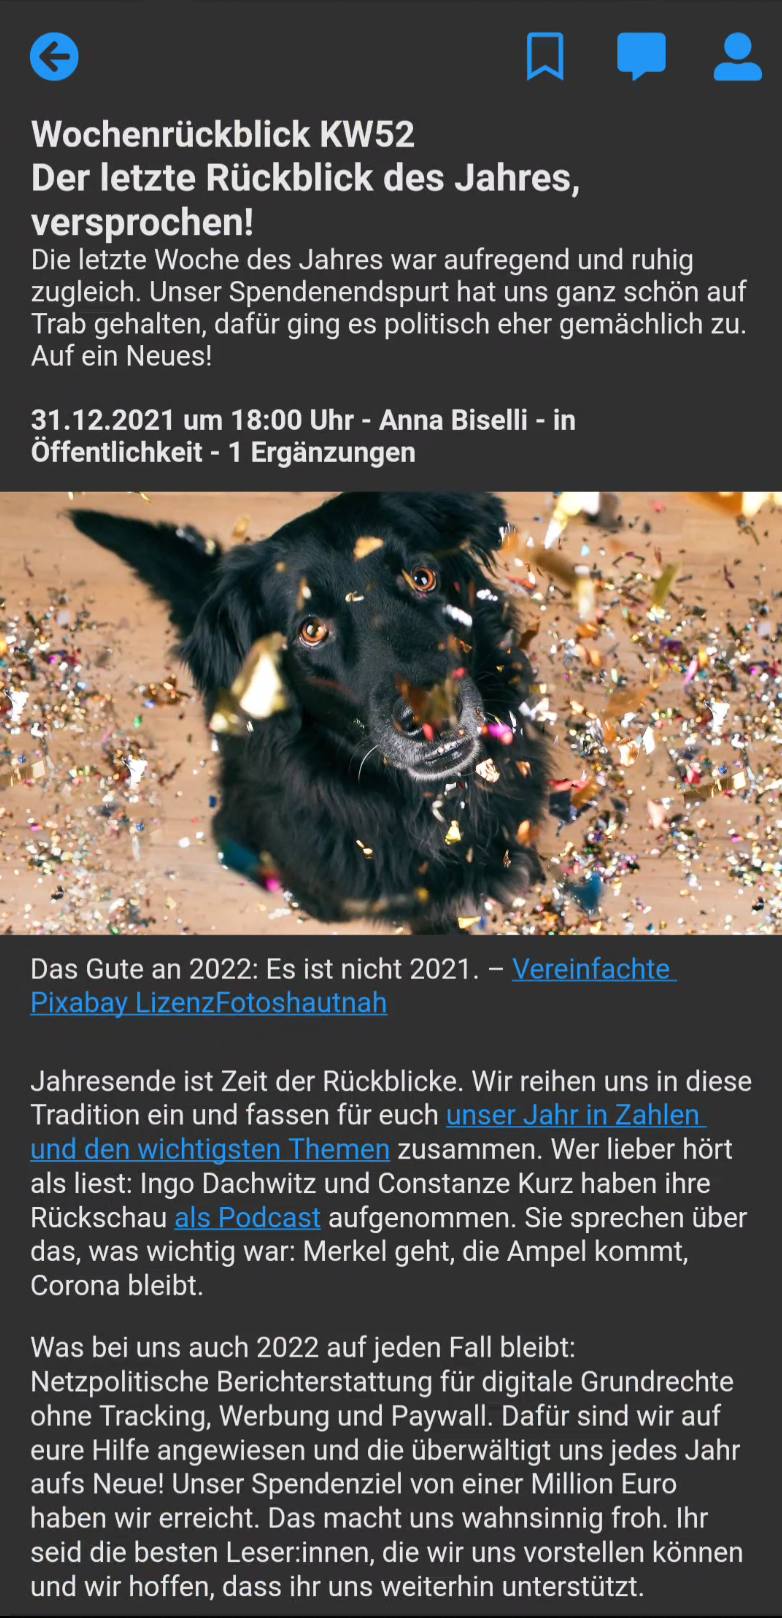 Wochenrückblick KW52
Der letzte Rückblick des Jahres,
versprochen!
Die letzte Woche des Jahres war aufregend und ruhig
zugleich. Unser Spendenendspurt hat uns ganz schön auf
Trab gehalten, dafür ging es politisch eher gemächlich zu.
Auf ein Neues!
31.12.2021 um 18:00 Uhr - Anna Biselli - in
Öffentlichkeit - 1 Ergänzungen
Das Gute an 2022: Es ist nicht 2021. – Vereinfachte
Pixabay LizenzFotoshautnah
Jahresende ist Zeit der Rückblicke. Wir reihen uns in diese
Tradition ein und fassen für euch unser Jahr in Zahlen
und den wichtigsten Themen zusammen. Wer lieber hört
als liest: Ingo Dachwitz und Constanze Kurz haben ihre
Rückschau als Podcast aufgenommen. Sie sprechen über
das, was wichtig war: Merkel geht, die Ampel kommt,
Corona bleibt.
Was bei uns auch 2022 auf jeden Fall bleibt:
Netzpolitische Berichterstattung für digitale Grundrechte
ohne Tracking, Werbung und Paywall. Dafür sind wir auf
eure Hilfe angewiesen und die überwältigt uns jedes Jahr
aufs Neue! Unser Spendenziel von einer Million Euro
haben wir erreicht. Das macht uns wahnsinnig froh. Ihr
seid die besten Leser:innen, die wir uns vorstellen können
und wir hoffen, dass ihr uns weiterhin unterstützt.